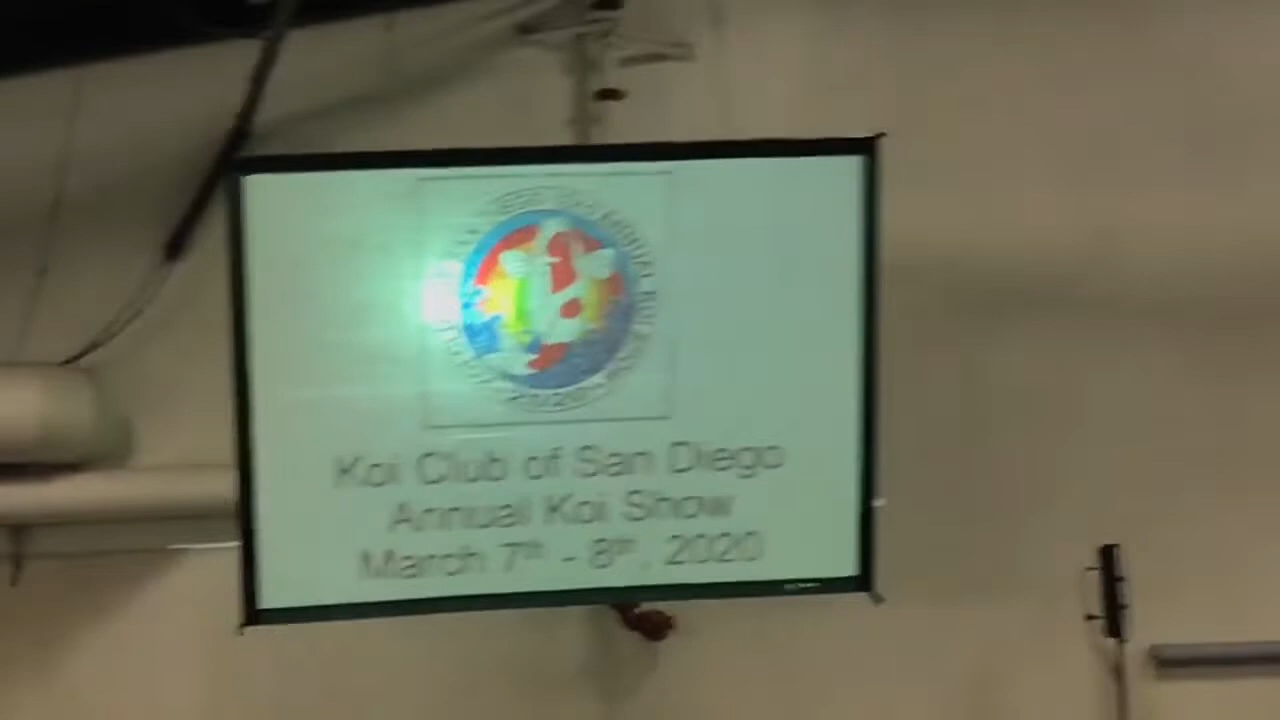 Koi Club of San Diego
Annual Koi Show
March 7th - 8th, 2020